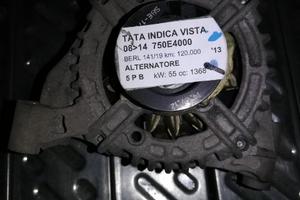 TATA INDICA VISTA
08>14 750E4000
BERL 141/19 km: 120.000 '13
ALTERNATORE
5 P B kW: 55 cc: 1368